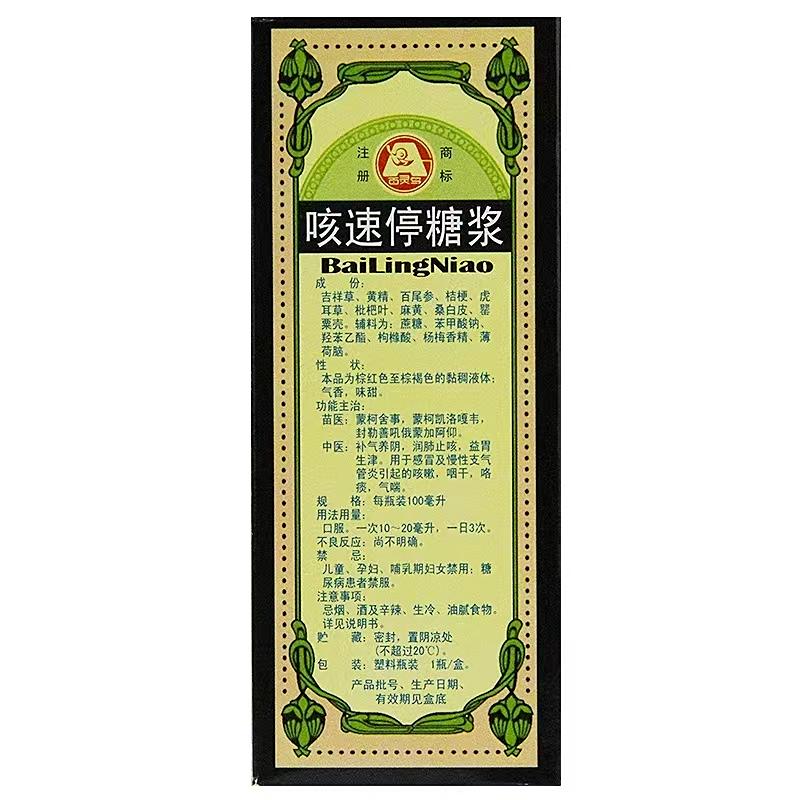 注 商
册 标
百灵鸟
咳速停糖浆
BaiLingNiao
成 份:
吉祥草、黄精、百尾参、桔梗、虎
耳草、枇杷叶、麻黄、桑白皮、罂
粟壳。辅料为: 蔗糖、苯甲酸钠、
羟苯乙酯、枸橼酸、杨梅香精、薄
荷脑。
性 状:
本品为棕红色至棕褐色的黏稠液体;
气香, 味甜。
功能主治:
苗医: 蒙柯舍事, 蒙柯凯洛嘎韦,
封勒善吼俄蒙加阿仰。
中医: 补气养阴, 润肺止咳, 益胃
生津。用于感冒及慢性支气
管炎引起的咳嗽, 咽干, 咯
痰, 气喘。
规 格: 每瓶装100毫升
用法用量:
口服。一次10～20毫升, 一日3次。
不良反应: 尚不明确。
禁 忌:
儿童、孕妇、哺乳期妇女禁用; 糖
尿病患者禁服。
注意事项:
忌烟、酒及辛辣、生冷、油腻食物。
详见说明书。
贮 藏: 密封, 置阴凉处
(不超过20℃)。
包 装: 塑料瓶装 1瓶/盒。
产品批号、生产日期、
有效期见盒底